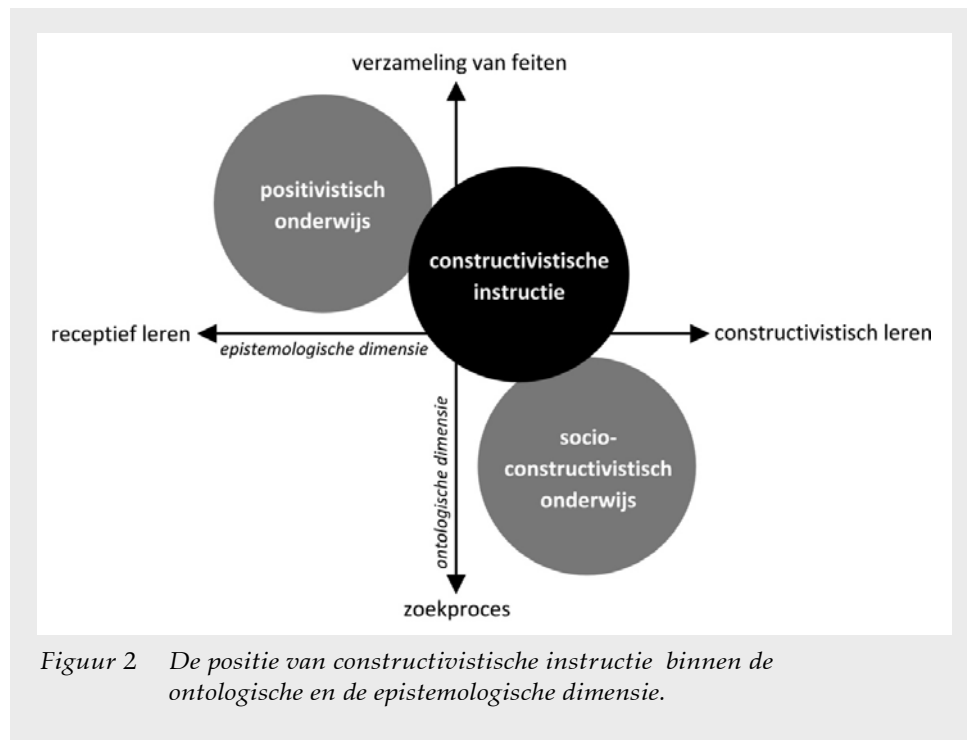 verzameling van feiten
positivistisch
onderwijs
constructivistische
instructie
receptief leren
epistemologische dimensie
constructivistisch leren
ontologische dimensie
socio-
constructivistisch
onderwijs
zoekproces
Figuur 2 De positie van constructivistische instructie binnen de
ontologische en de epistemologische dimensie.